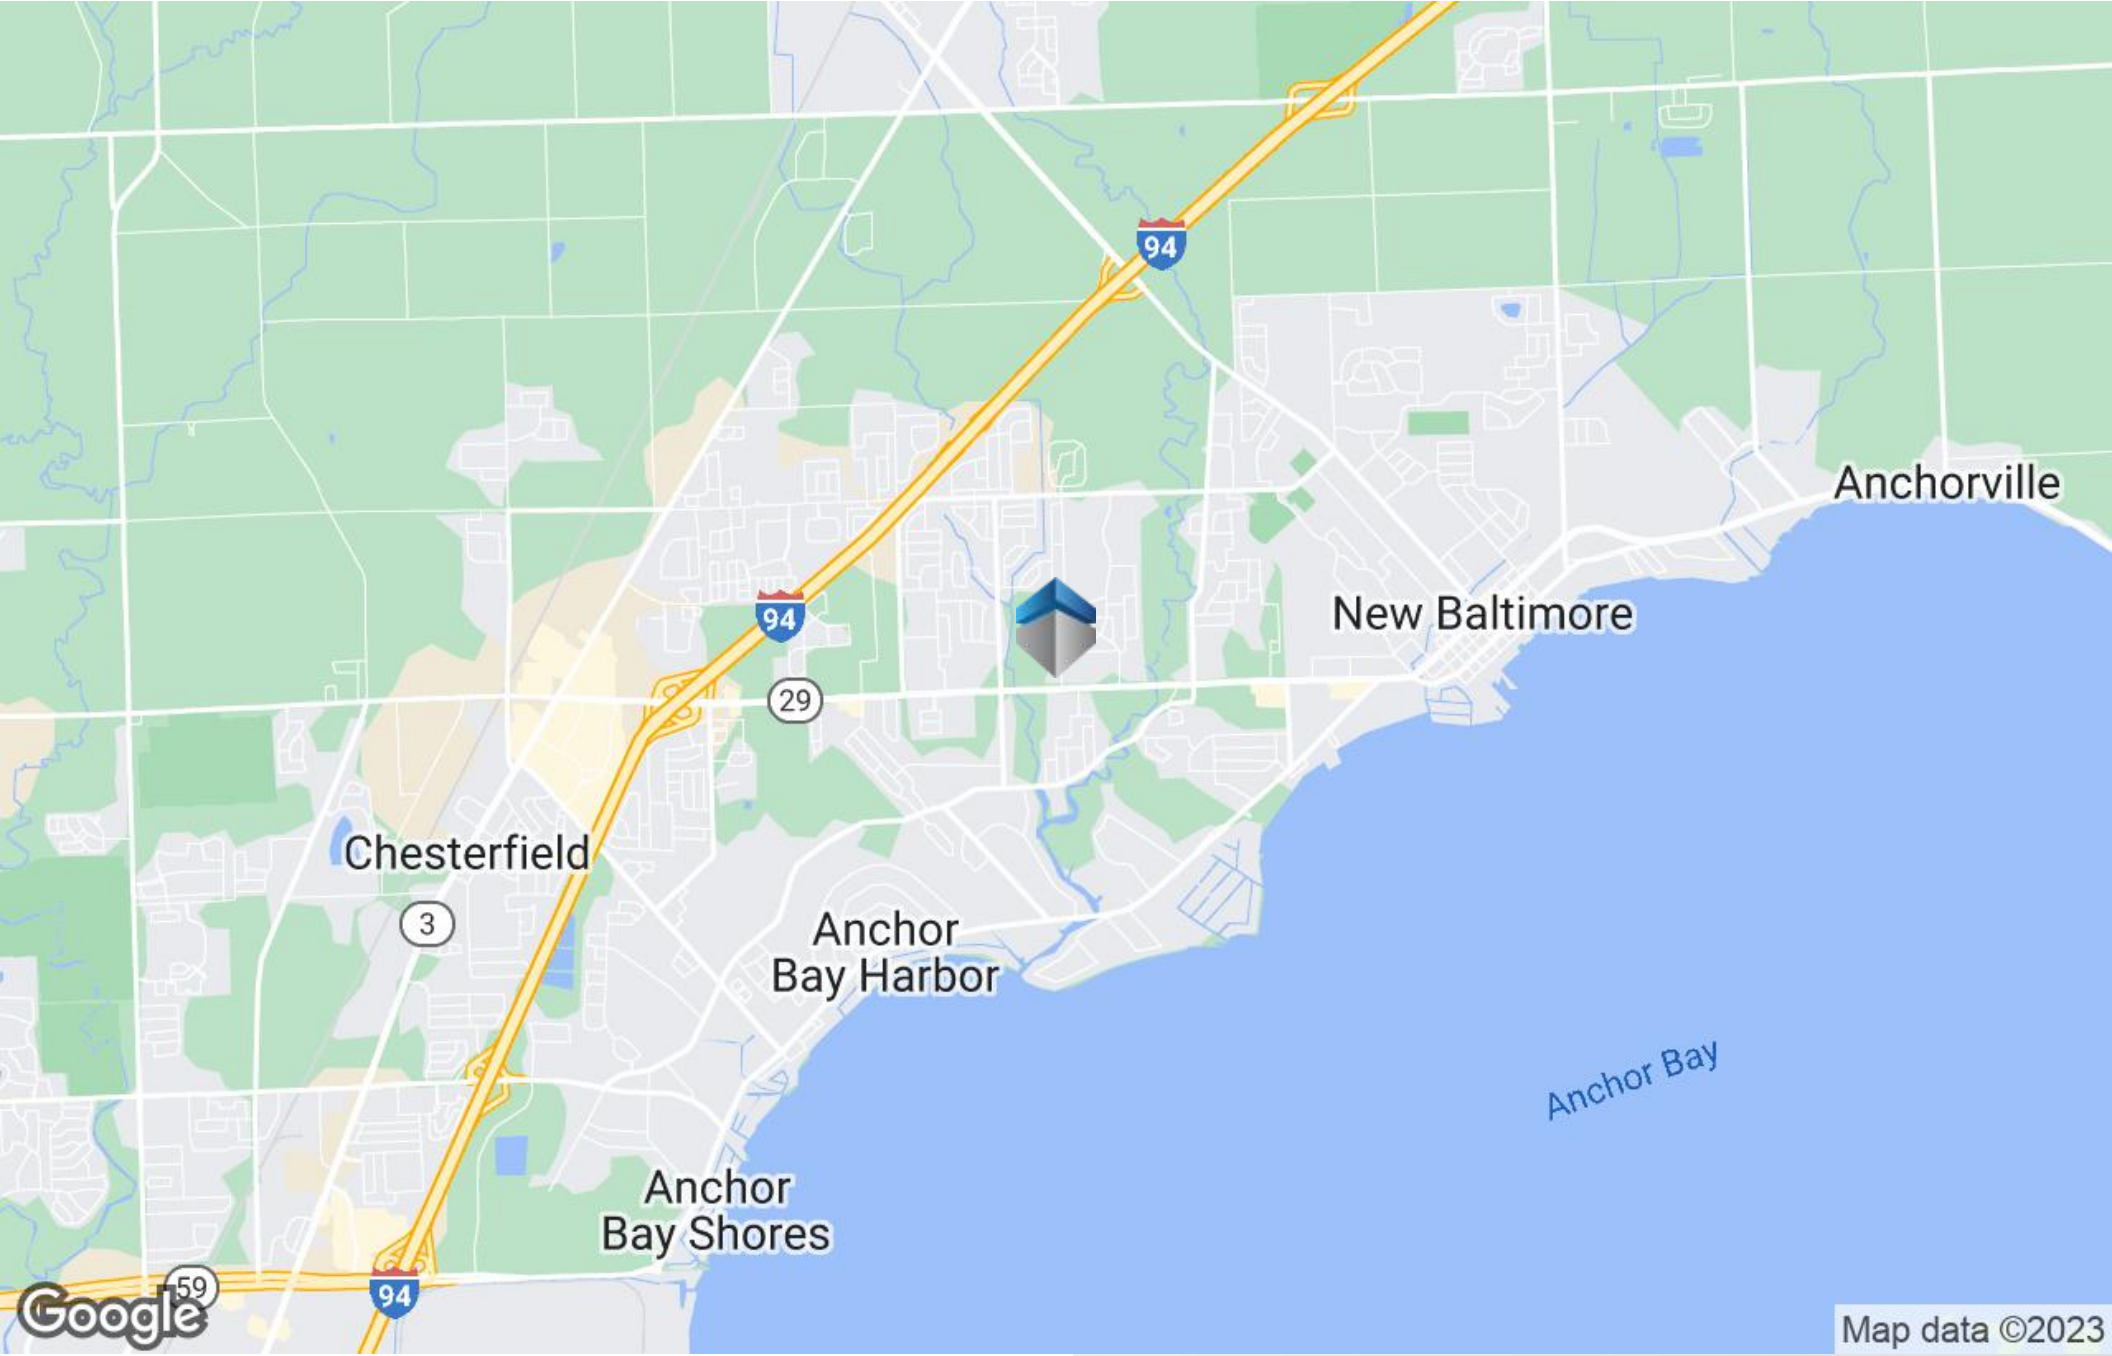 94
Anchorville
New Baltimore
94
29
Chesterfield
3
Anchor
Bay Harbor
Anchor Bay
Anchor
Bay Shores
59
94
Google
Map data ©2023